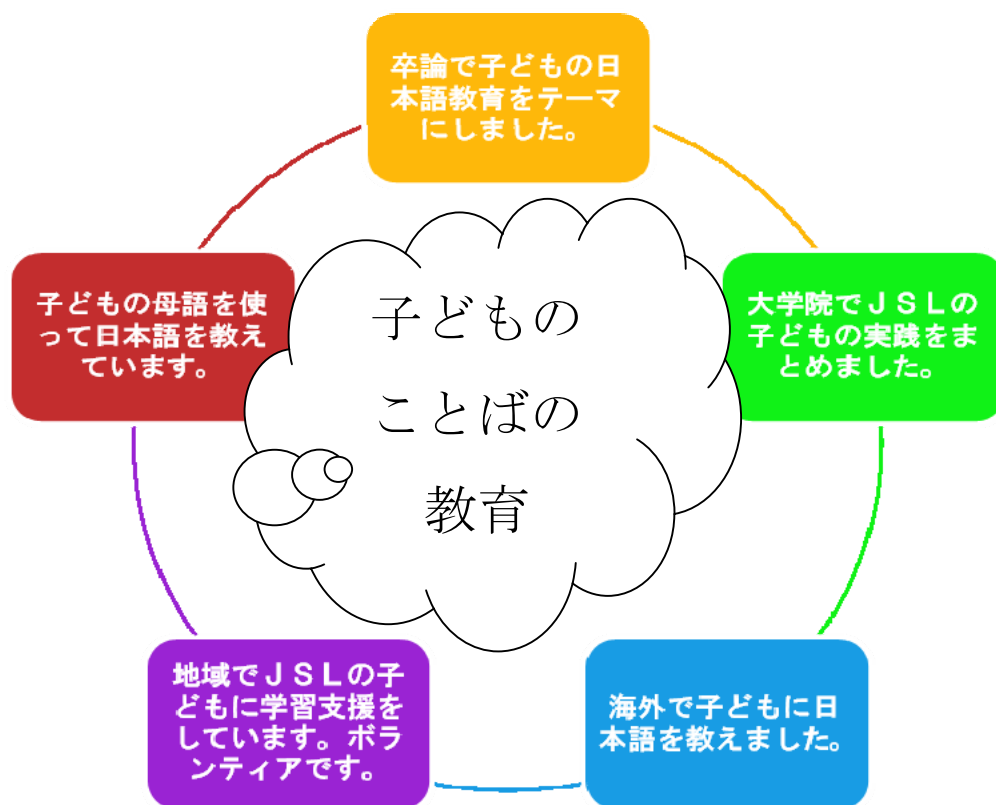 卒論で子どもの日
本語教育をテーマ
にしました。
子どもの母語を使
って日本語を教え
ています。
子どもの
ことばの
教育
大学院でＪＳＬの
子どもの実践をま
とめました。
地域でＪＳＬの子
どもに学習支援を
しています。ボラ
ンティアです。
海外で子どもに日
本語を教えました。